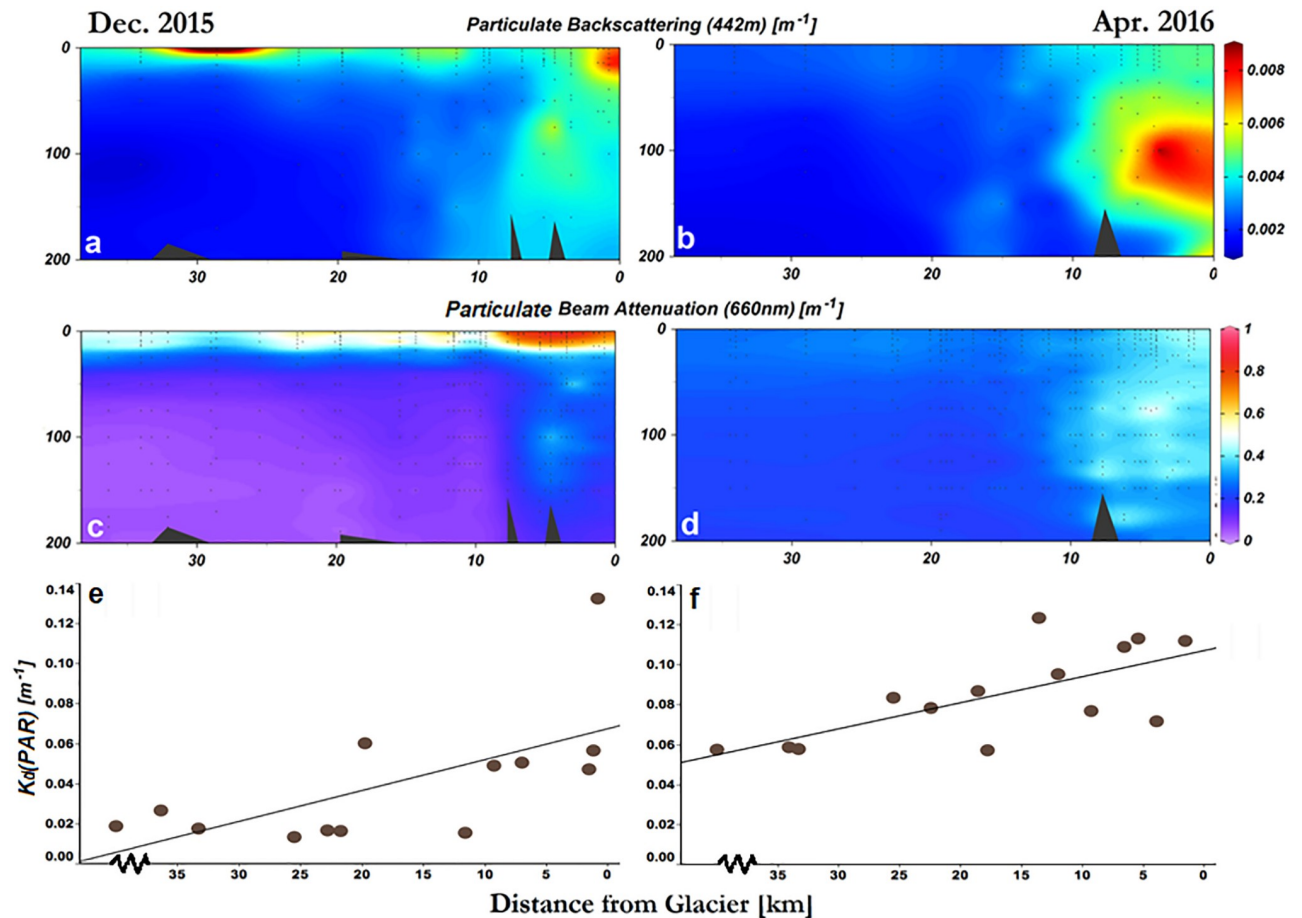 Dec. 2015 Particulate Backscattering (442m) [m⁻¹] Apr. 2016
0
100
200
a
30 20 10 0
0
100
200
b
30 20 10 0
0.008
0.006
0.004
0.002
Particulate Beam Attenuation (660nm) [m⁻¹]
0
100
200
c
30 20 10 0
0
100
200
d
30 20 10 0
1
0.8
0.6
0.4
0.2
0
e
0.14
0.12
0.10
0.08
0.06
0.04
0.02
0.00
Kd(PAR) [m⁻¹]
35 30 25 20 15 10 5 0
f
0.14
0.12
0.10
0.08
0.06
0.04
0.02
0.00
35 30 25 20 15 10 5 0
Distance from Glacier [km]